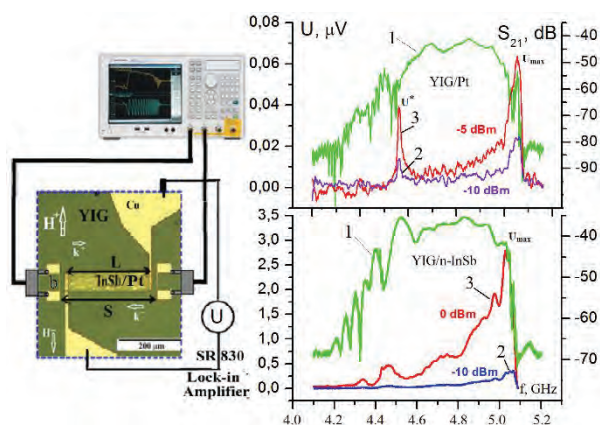 U, μV
S21, dB
0,08
0,06
0,04
0,02
0,00
-40
-50
-60
-70
-80
-90
1
YIG/Pt
Umax
U*
3
-5 dBm
2
-10 dBm
3,5
3,0
2,5
2,0
1,5
1,0
0,5
0,0
-40
-50
-60
-70
1
YIG/n-InSb
Umax
3
0 dBm
2
-10 dBm
f, GHz
4.0 4.2 4.4 4.6 4.8 5.0 5.2
YIG
Cu
H+
k
L
InSb/Pt
S
k
H-
200 μm
U
SR 830
Lock-in
Amplifier